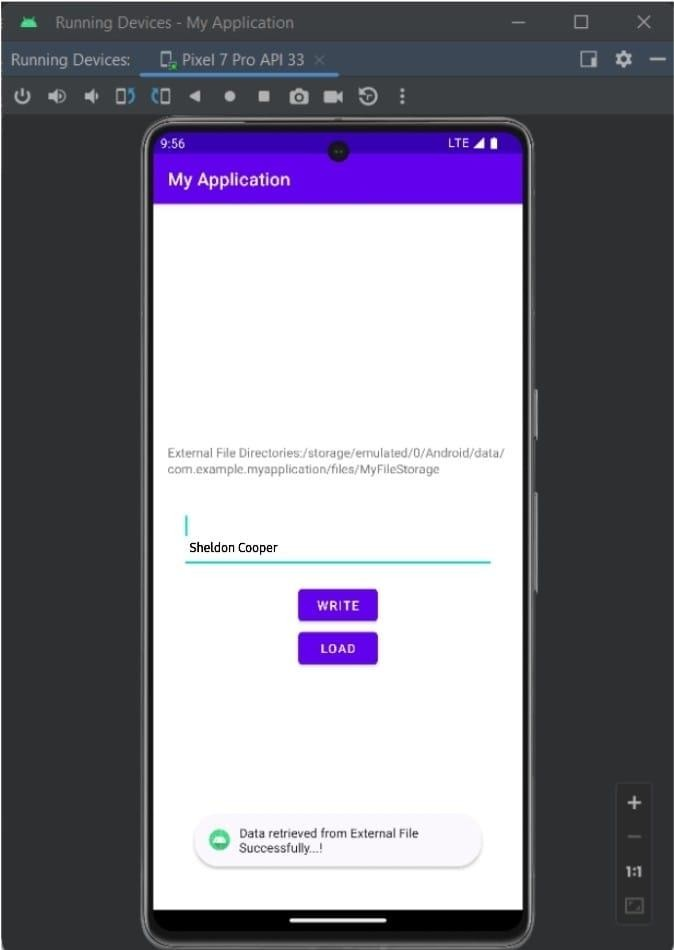 Running Devices - My Application
Running Devices: Pixel 7 Pro API 33
9:56 LTE
My Application
External File Directories:/storage/emulated/0/Android/data/
com.example.myapplication/files/MyFileStorage
Sheldon Cooper
WRITE
LOAD
Data retrieved from External File
Successfully...!
1:1